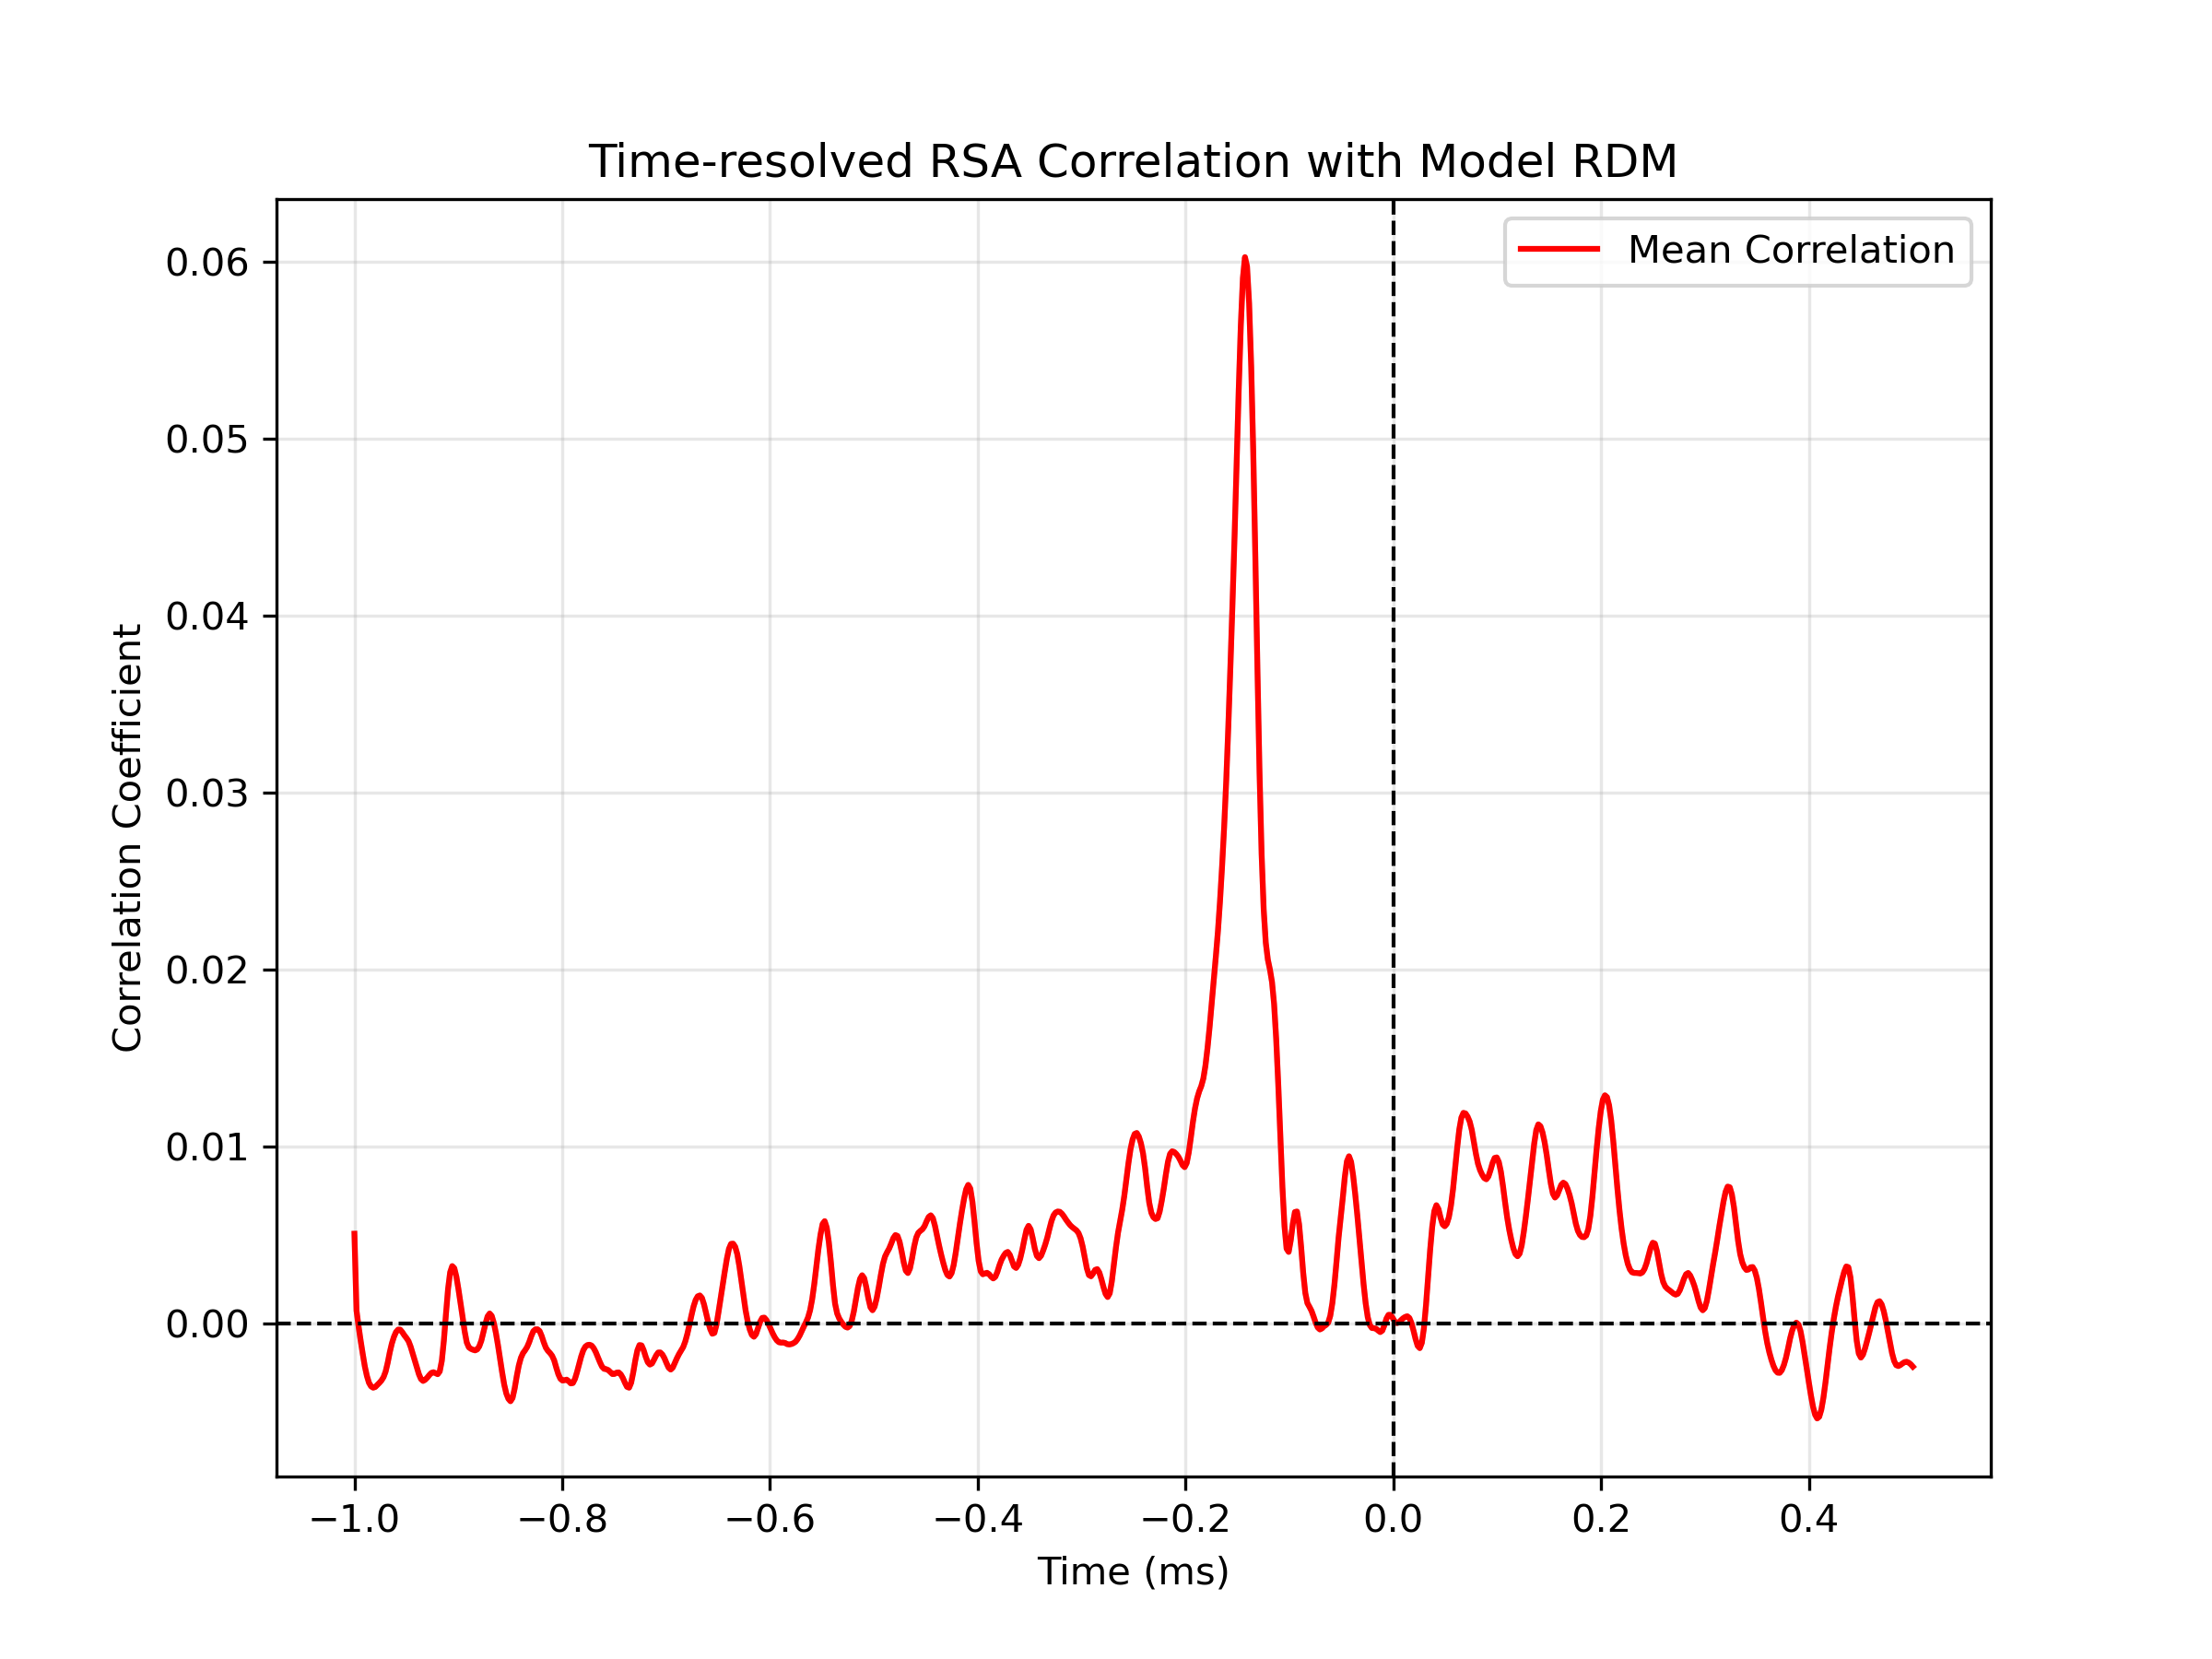 Time-resolved RSA Correlation with Model RDM
Mean Correlation
Correlation Coefficient
0.06
0.05
0.04
0.03
0.02
0.01
0.00
−1.0 −0.8 −0.6 −0.4 −0.2 0.0 0.2 0.4
Time (ms)